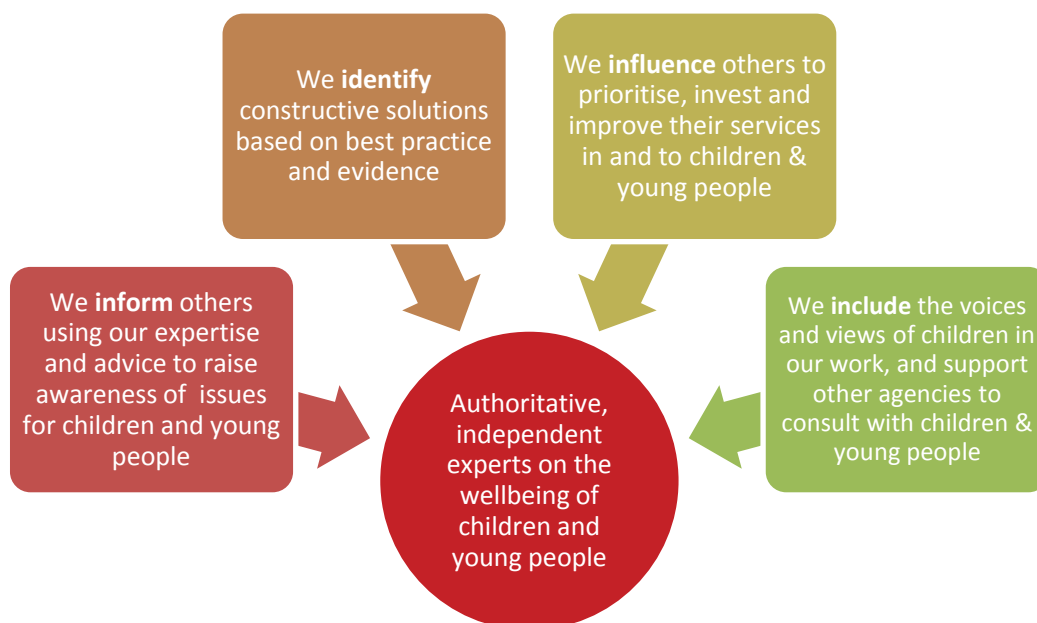 We identify
constructive solutions
based on best practice
and evidence
We influence others to
prioritise, invest and
improve their services
in and to children &
young people
We inform others
using our expertise
and advice to raise
awareness of  issues
for children and young
people
We include the voices
and views of children in
our work, and support
other agencies to
consult with children &
young people
Authoritative,
independent
experts on the
wellbeing of
children and
young people